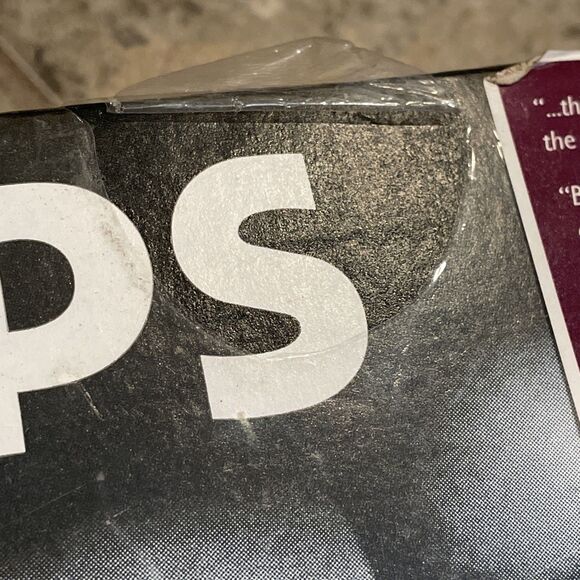 PS
"...th
the
"B